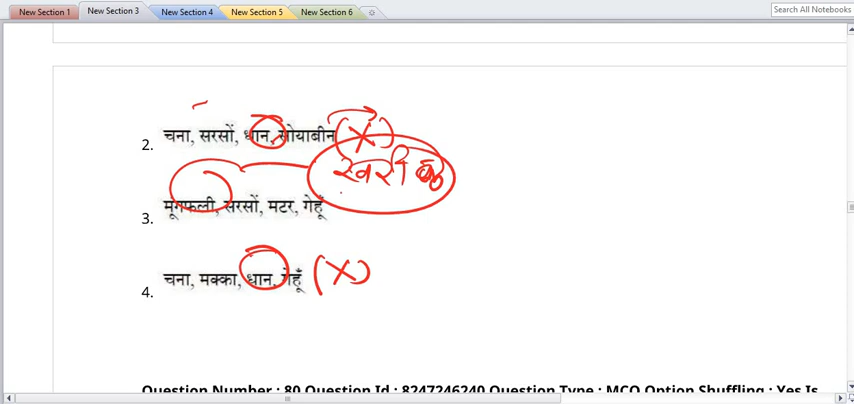 New Section 1 New Section 3 New Section 4 New Section 5 New Section 6 Search All Notebooks
2. चना, सरसों, धान, सोयाबीन
खरीफ
3. मूगफली, सरसों, मटर, गेहूँ
4. चना, मक्का, धान, गेहूँ
Question Number : 80 Question Id : 8247246240 Question Type : MCQ Option Shuffling : Yes Is